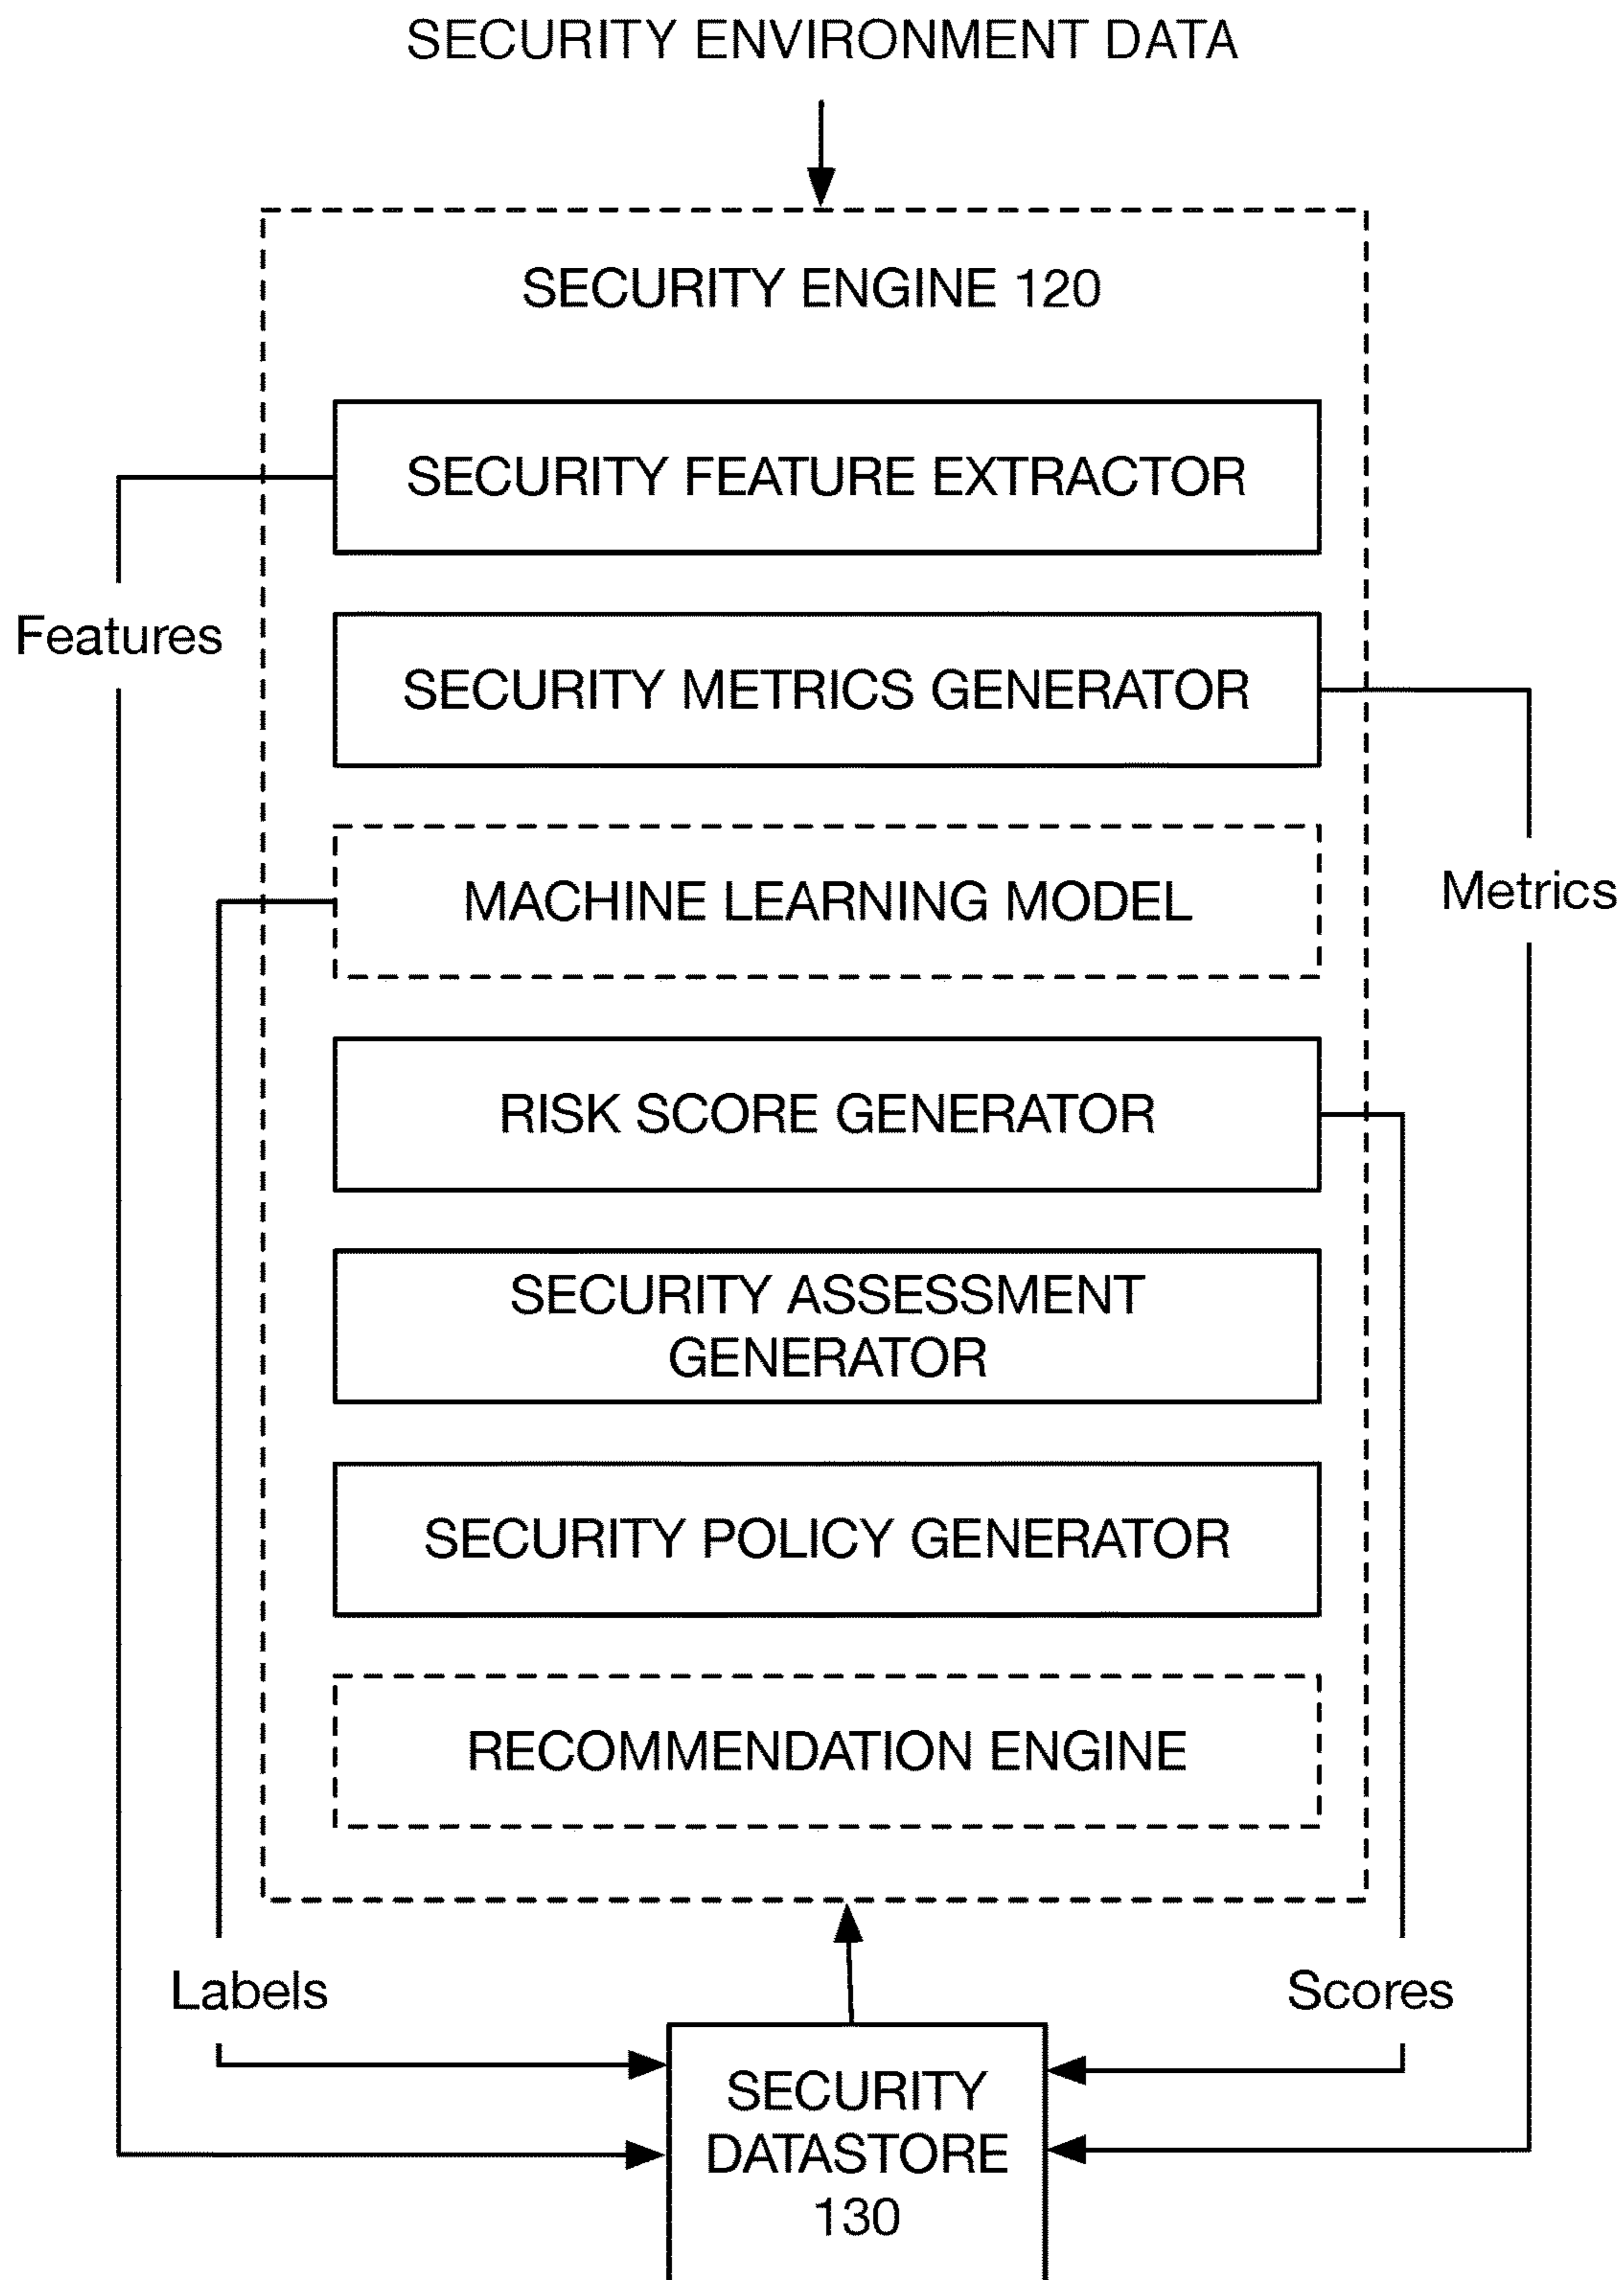 SECURITY ENVIRONMENT DATA
SECURITY ENGINE 120
SECURITY FEATURE EXTRACTOR
Features
SECURITY METRICS GENERATOR
MACHINE LEARNING MODEL
Metrics
RISK SCORE GENERATOR
SECURITY ASSESSMENT
GENERATOR
SECURITY POLICY GENERATOR
RECOMMENDATION ENGINE
Labels
Scores
SECURITY
DATASTORE
130